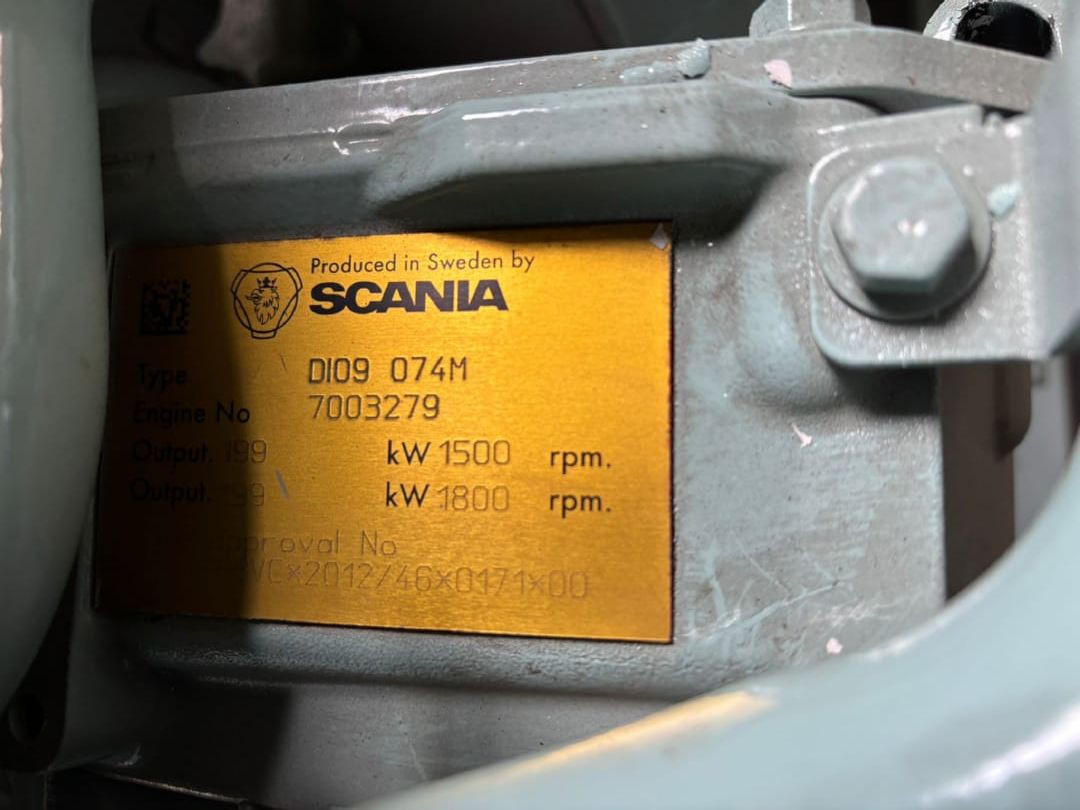 Produced in Sweden by
SCANIA
Type DI09 074M
Engine No 7003279
Output. 199 kW 1500 rpm.
Output. kW 1800 rpm.
No